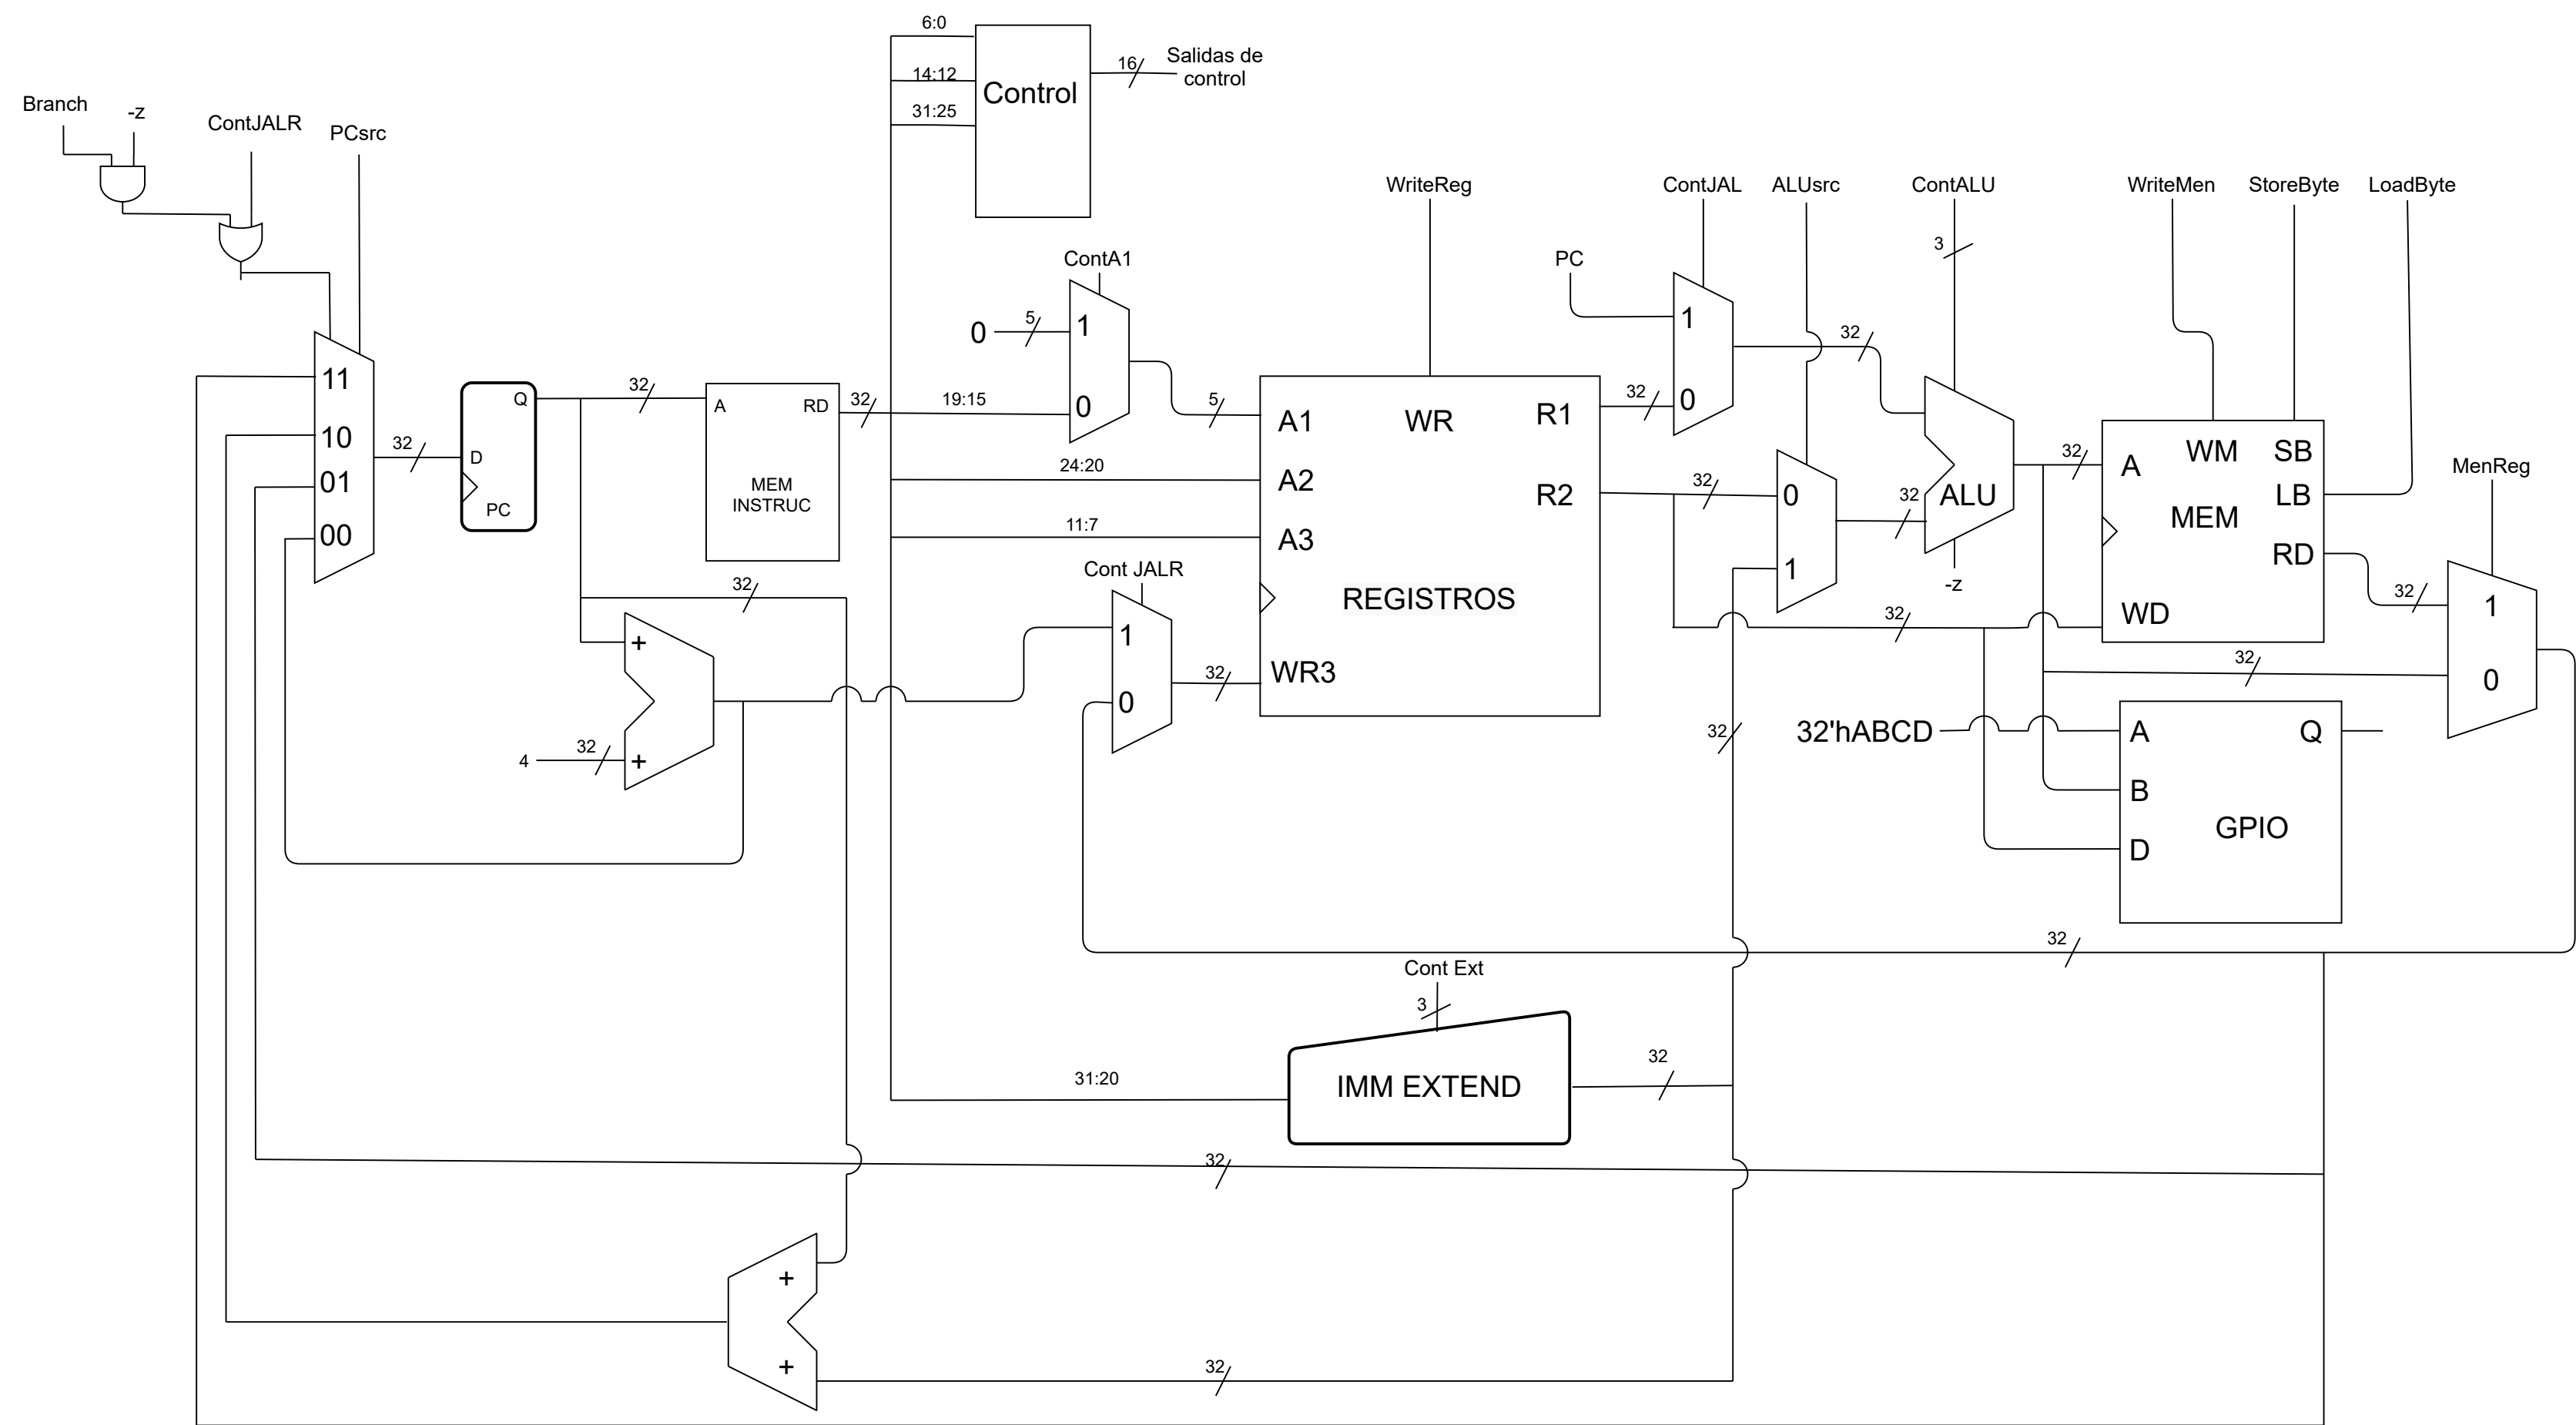 6:0
14:12
31:25
Control
16
Salidas de
control
Branch
-z
ContJALR
PCsrc
11
10
01
00
32
Q
D
PC
32
A
RD
MEM
INSTRUC
32
ContA1
0
5
1
19:15
0
5
24:20
11:7
WriteReg
A1
WR
R1
A2
R2
A3
REGISTROS
WR3
Cont JALR
1
0
32
32
+
+
4
32
PC
ContJAL
1
0
32
ALUsrc
32
0
1
32
32
ContALU
3
ALU
-z
32
32
WriteMen
StoreByte
LoadByte
A
WM
SB
LB
MEM
RD
WD
MenReg
32
1
0
32
32'hABCD
A
Q
B
D
GPIO
32
32
Cont Ext
3
IMM EXTEND
31:20
32
32
+
+
32